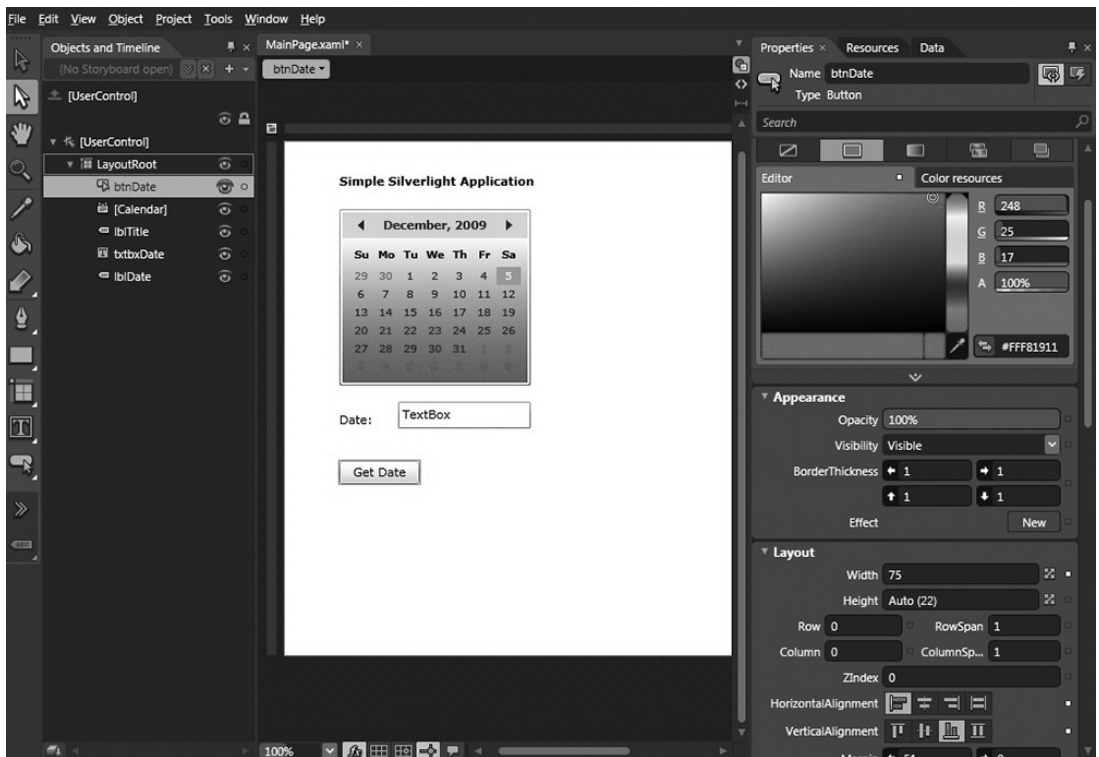 File Edit View Object Project Tools Window Help
Objects and Timeline
(No Storyboard open)
[UserControl]
[UserControl]
LayoutRoot
btnDate
[Calendar]
lblTitle
txtbxDate
lblDate
MainPage.xaml*
btnDate
Simple Silverlight Application
December, 2009
Su Mo Tu We Th Fr Sa
29 30 1 2 3 4 5
6 7 8 9 10 11 12
13 14 15 16 17 18 19
20 21 22 23 24 25 26
27 28 29 30 31 1 2
Date: TextBox
Get Date
100%
Properties Resources Data
Name btnDate
Type Button
Search
Editor Color resources
R 248
G 25
B 17
A 100%
#FFF81911
Appearance
Opacity 100%
Visibility Visible
BorderThickness 1 1
1 1
Effect New
Layout
Width 75
Height Auto (22)
Row 0 RowSpan 1
Column 0 ColumnSp... 1
ZIndex 0
HorizontalAlignment
VerticalAlignment